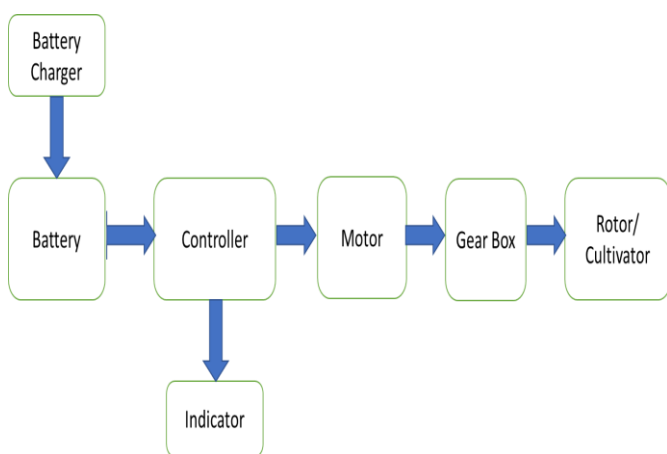 Battery
Charger
Battery
Controller
Motor
Gear Box
Rotor/
Cultivator
Indicator